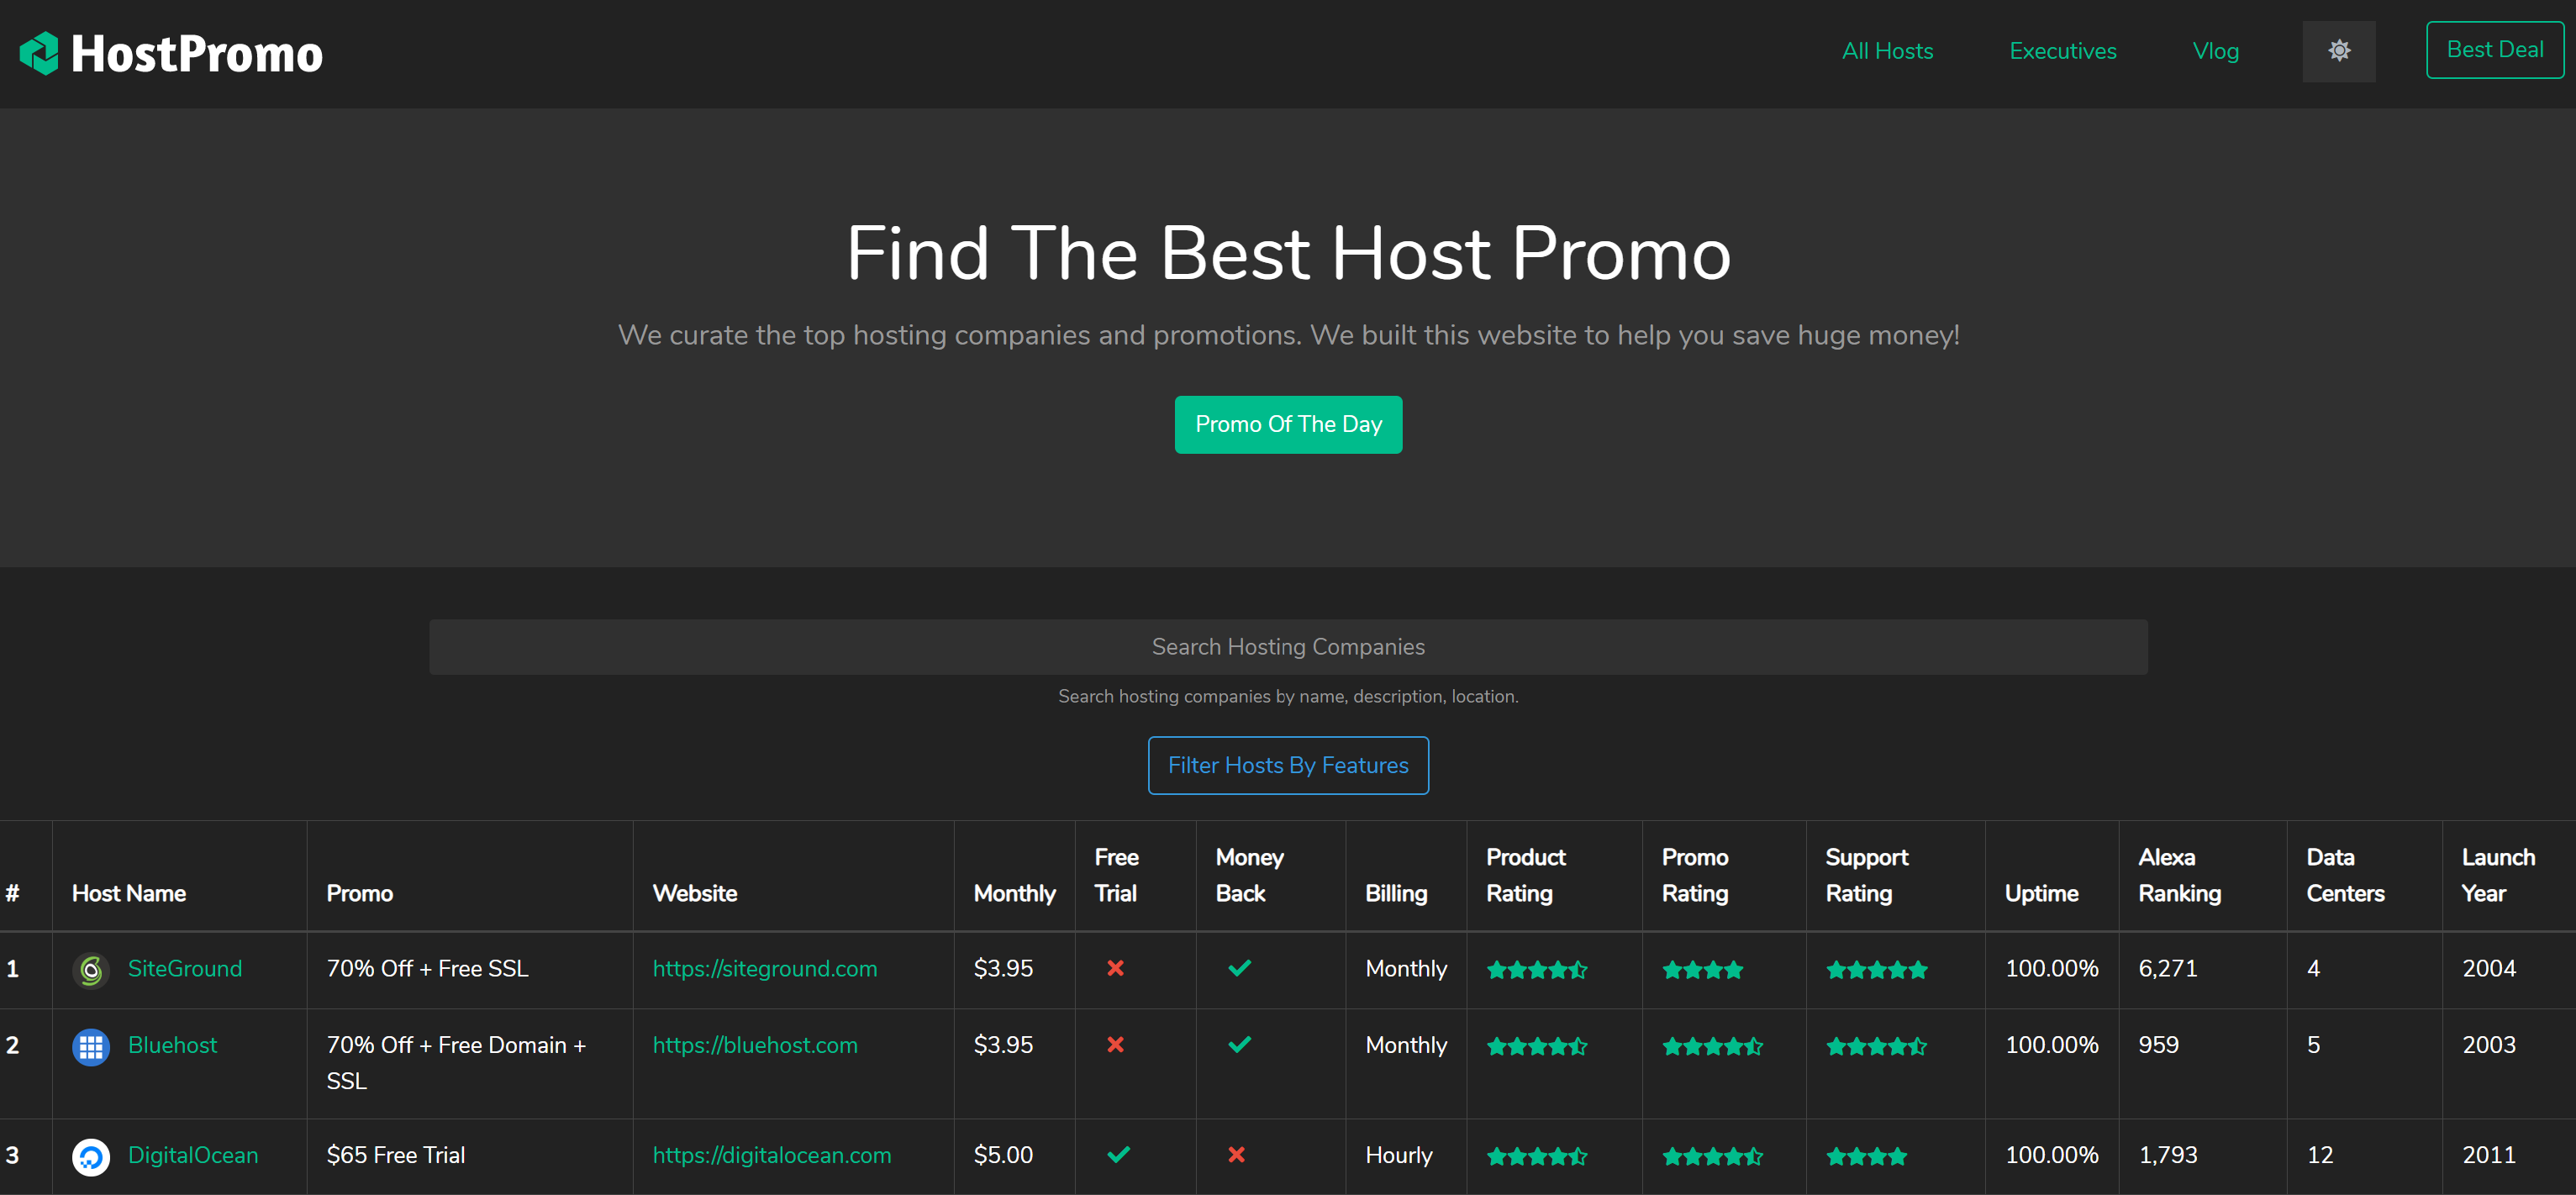 HostPromo
All Hosts
Executives
Vlog
Best Deal
Find The Best Host Promo
We curate the top hosting companies and promotions. We built this website to help you save huge money!
Promo Of The Day
Search Hosting Companies
Search hosting companies by name, description, location.
Filter Hosts By Features
# Host Name Promo Website Monthly Free Trial Money Back Billing Product Rating Promo Rating Support Rating Uptime Alexa Ranking Data Centers Launch Year
1 SiteGround 70% Off + Free SSL https://siteground.com $3.95 Monthly 100.00% 6,271 4 2004
2 Bluehost 70% Off + Free Domain + SSL https://bluehost.com $3.95 Monthly 100.00% 959 5 2003
3 DigitalOcean $65 Free Trial https://digitalocean.com $5.00 Hourly 100.00% 1,793 12 2011